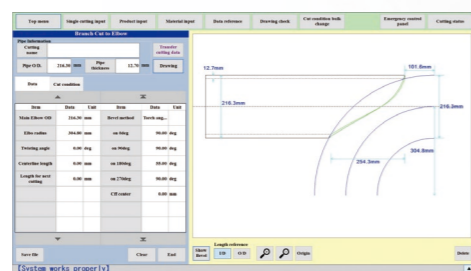 Top menu
Single cutting input
Product input
Material input
Data reference
Drawing check
Cut condition bulk change
Emergency control panel
Cutting status
Branch Cut to Elbow
Pipe Information
Cutting name
Transfer cutting data
Pipe O.D. 216.30 mm Pipe thickness 12.70 mm Drawing
Data Cut condition
Item Data Unit Item Data Unit
Main Elbow OD 216.30 mm Bevel method Torch ang...
Elbo radius 304.80 mm on 0deg 90.00 deg
Twisting angle 0.00 deg on 90deg 90.00 deg
Centerline length 0.00 mm on 180deg
Length for next cutting 0.00 mm on 270deg 90.00 deg
Cff center 0.00 mm
Save file Clear End
[System works properly]
12.7mm
101.6mm
216.3mm
216.3mm
304.8mm
254.3mm
Show Bevel
Length reference
I/D O/D
Origin